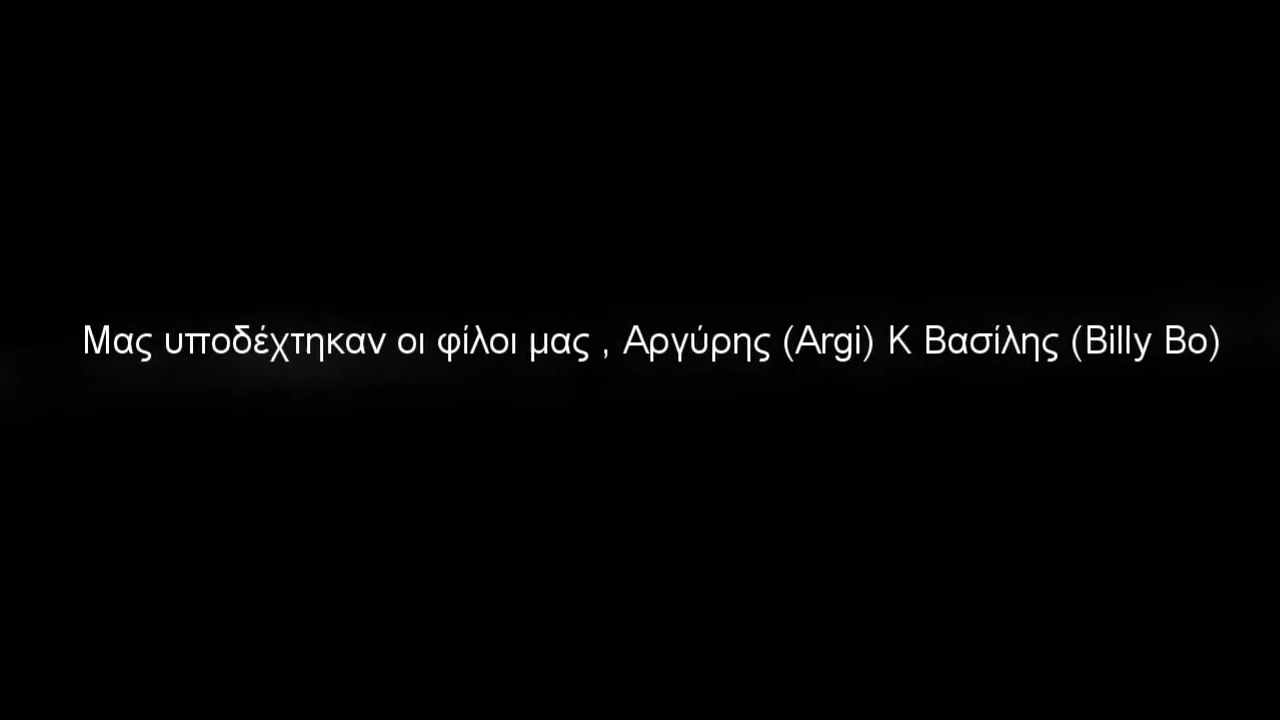 Μας υποδέχτηκαν οι φίλοι μας , Αργύρης (Argi) Κ Βασίλης (Billy Bo)